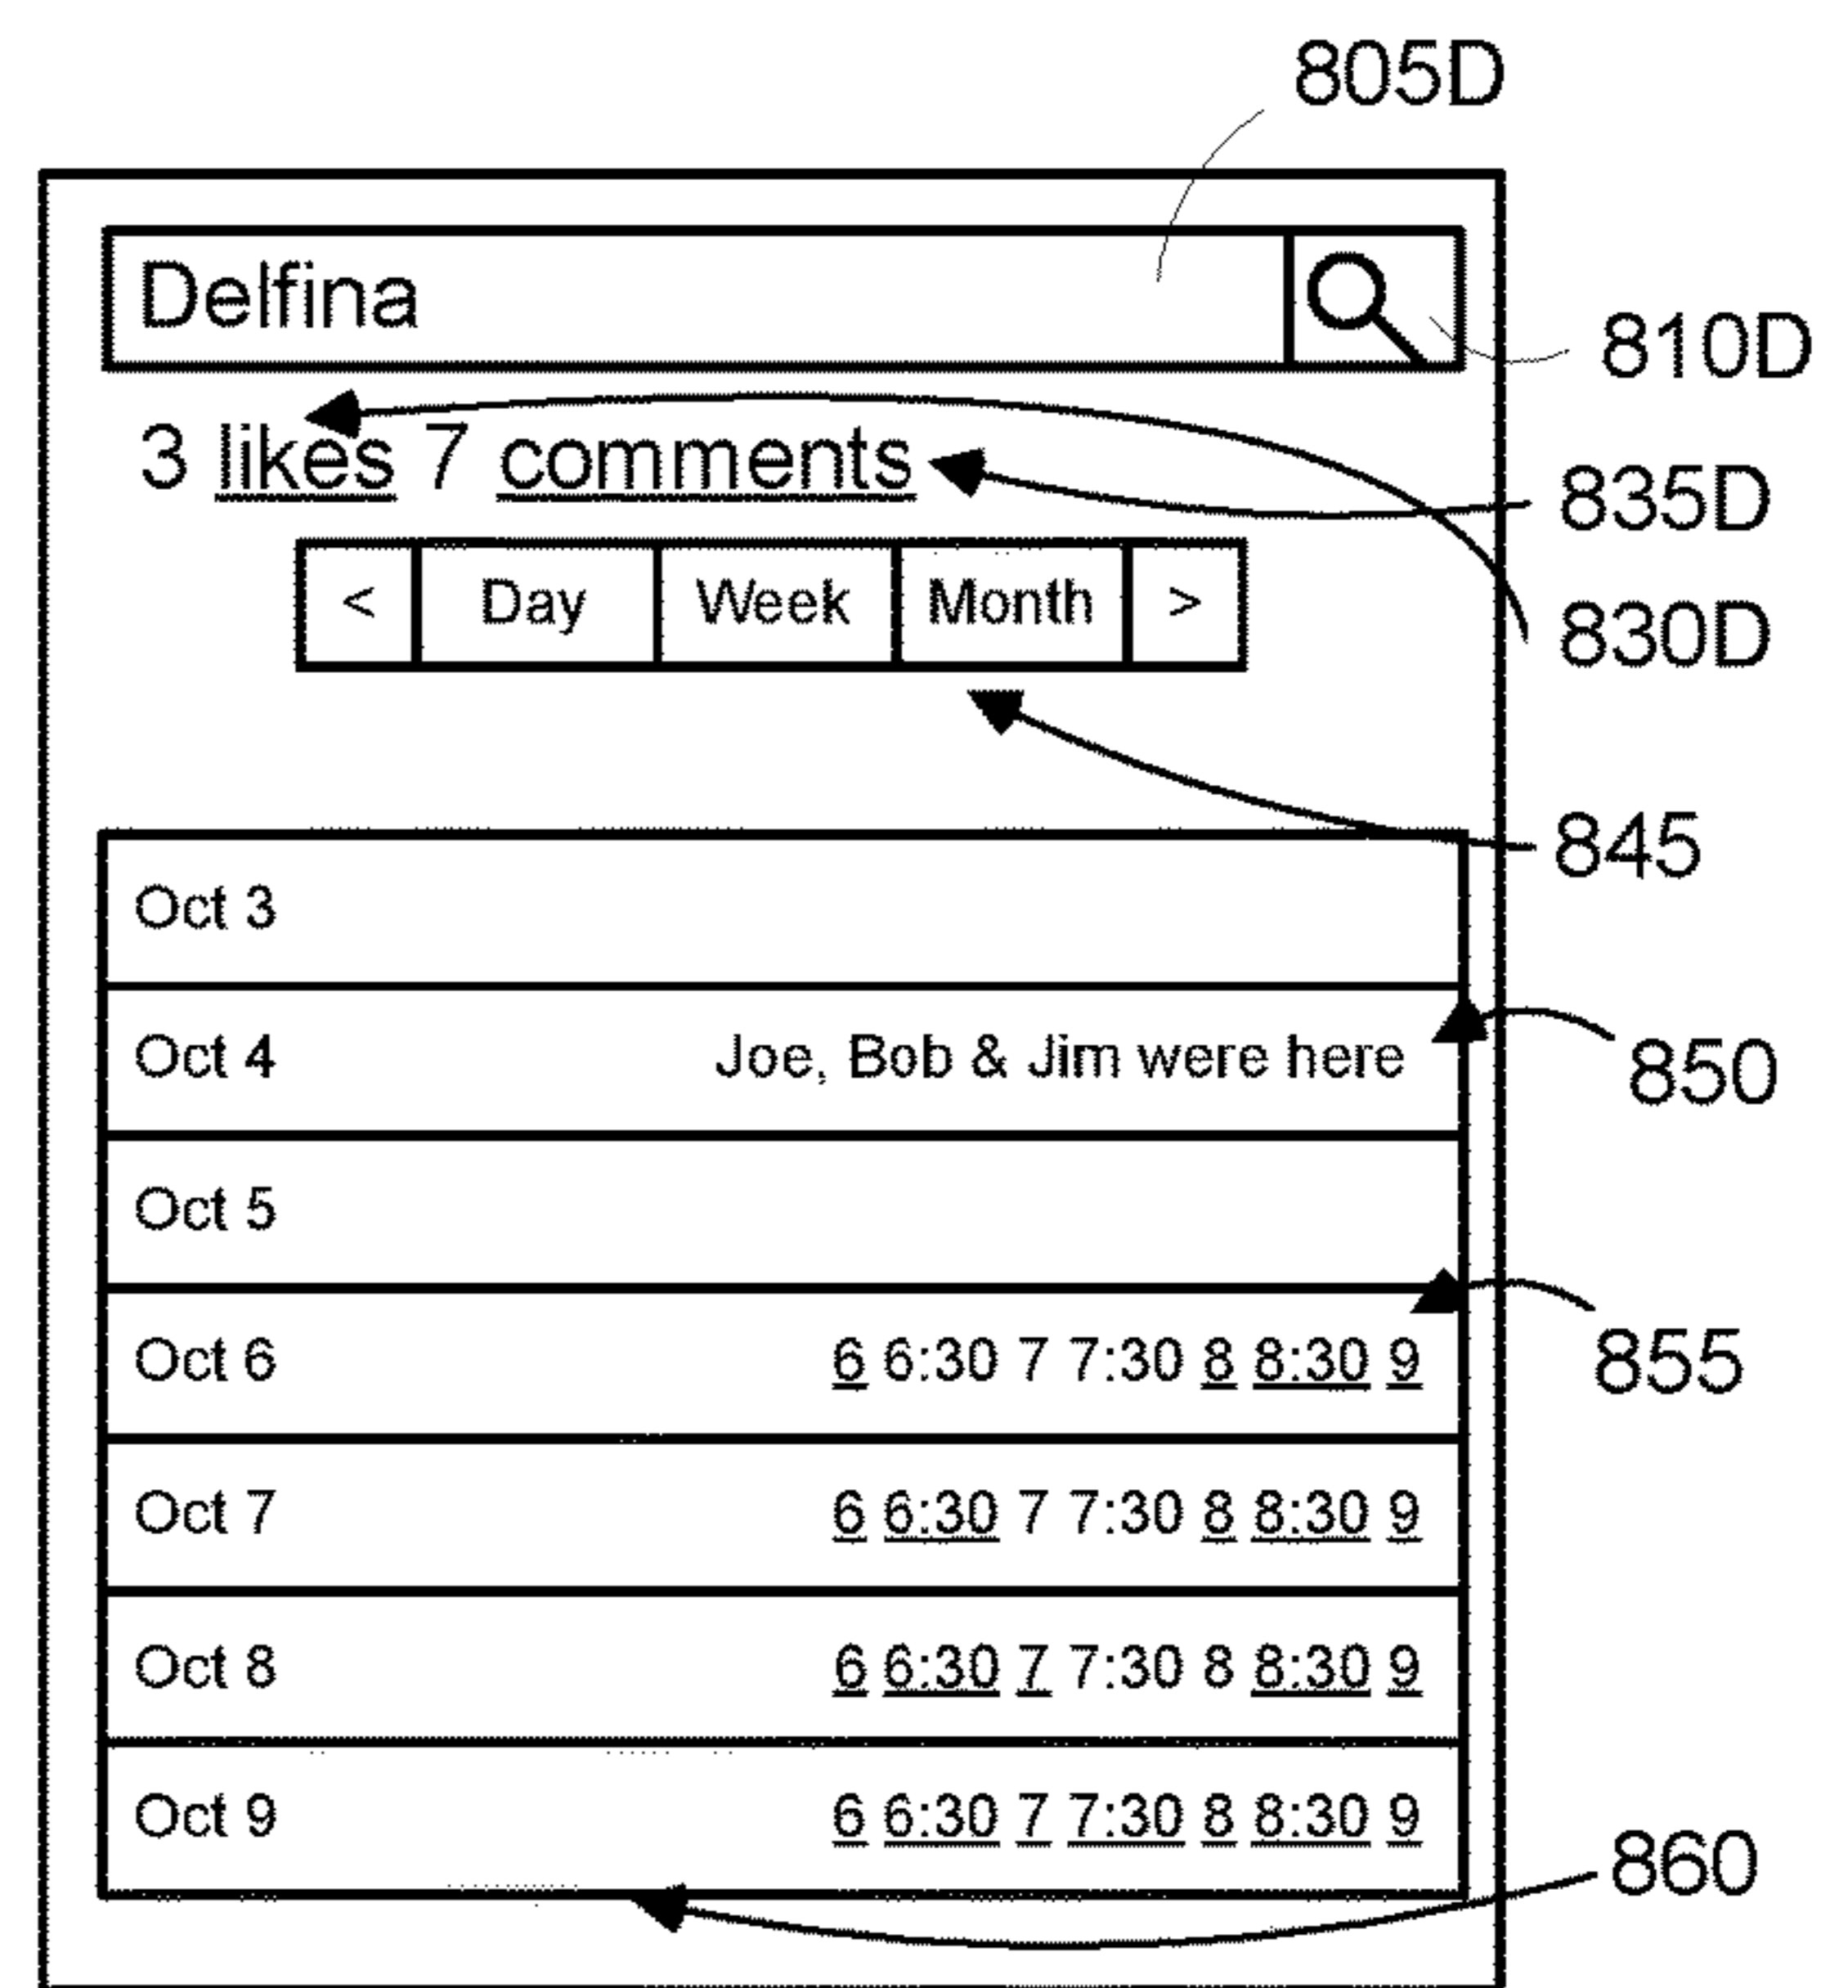 805D
Delfina
810D
3 likes 7 comments
835D
< Day Week Month >
830D
845
Oct 3
Oct 4 Joe, Bob & Jim were here
850
Oct 5
855
Oct 6 6 6:30 7 7:30 8 8:30 9
Oct 7 6 6:30 7 7:30 8 8:30 9
Oct 8 6 6:30 7 7:30 8 8:30 9
Oct 9 6 6:30 7 7:30 8 8:30 9
860